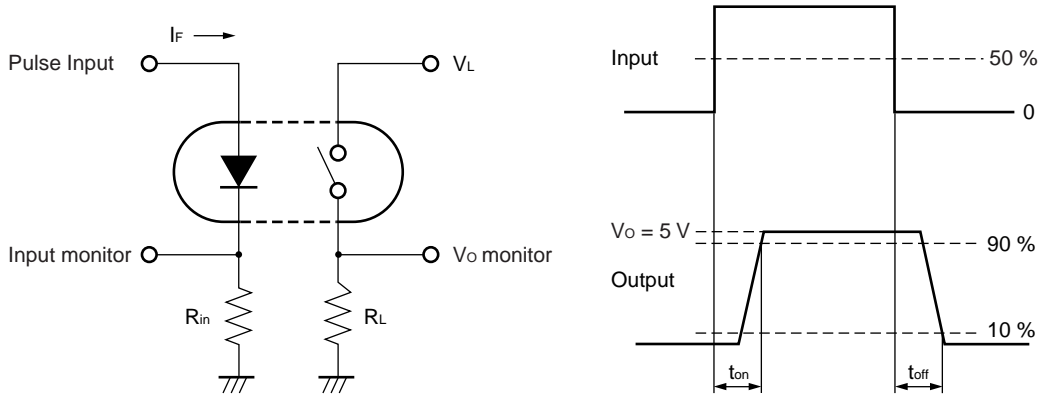 IF
Pulse Input
VL
Input monitor
VO monitor
Rin
RL
Input
50 %
0
VO = 5 V
90 %
Output
10 %
ton
toff